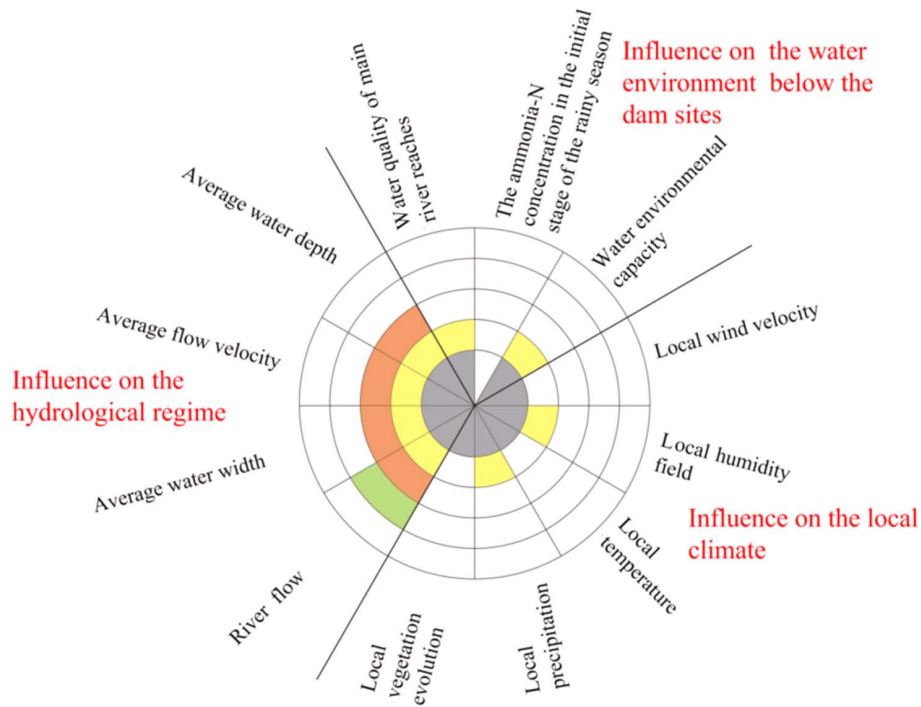 Influence on the water
environment below the
dam sites
Water quality of main
river reaches
The ammonia-N
concentration in the initial
stage of the rainy season
Water environmental
capacity
Average water depth
Average flow velocity
Local wind velocity
Influence on the
hydrological regime
Local humidity
field
Average water width
Influence on the local
climate
Local
temperature
River flow
Local
vegetation
evolution
Local
precipitation